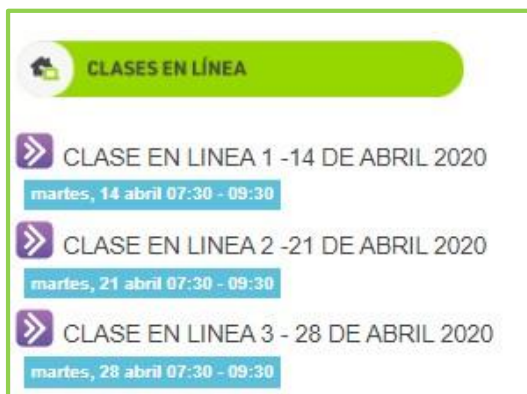 CLASES EN LÍNEA
CLASE EN LINEA 1 -14 DE ABRIL 2020
martes, 14 abril 07:30 - 09:30
CLASE EN LINEA 2 -21 DE ABRIL 2020
martes, 21 abril 07:30 - 09:30
CLASE EN LINEA 3 - 28 DE ABRIL 2020
martes, 28 abril 07:30 - 09:30